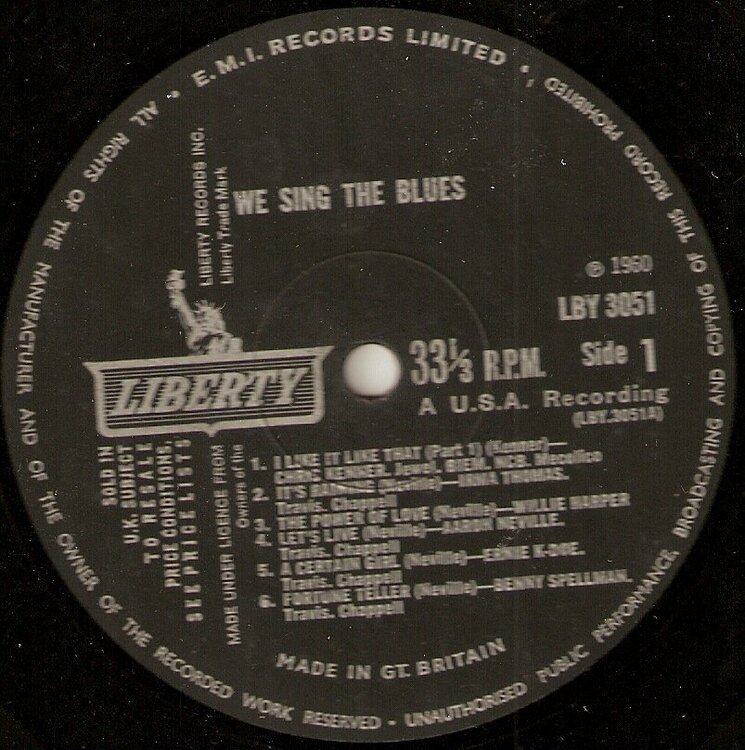 E.M.I. RECORDS LIMITED • ALL RIGHTS OF THE MANUFACTURER AND OF THE OWNER OF THE RECORDED WORK RESERVED • UNAUTHORISED PUBLIC PERFORMANCE, BROADCASTING AND COPYING OF THIS RECORD PROHIBITED •
LIBERTY RECORDS INC.
Liberty Trade Mark
WE SING THE BLUES
℗ 1960
LBY 3051
33⅓ R.P.M.
Side 1
LIBERTY
A U.S.A. Recording
(LBY.3051A)
SOLD IN
U.K. SUBJECT
TO RESALE
PRICE CONDITIONS,
SEE PRICE LISTS
MADE UNDER LICENCE FROM
Owners of the
1. I LIKE IT LIKE THAT (Part 1) (Kenner)—
CHRIS KENNER. Jewel, BIEM, NCB, Mecolico
2. IT'S RAINING (Neville)—IRMA THOMAS.
Travis, Chappell
3. THE POWER OF LOVE (Neville)—WILLIE HARPER
4. LET'S LIVE (Neville)—AARON NEVILLE.
Travis, Chappell
5. A CERTAIN GIRL (Neville)—ERNIE K-DOE.
Travis, Chappell
6. FORTUNE TELLER (Neville)—BENNY SPELLMAN.
Travis, Chappell
MADE IN GT. BRITAIN